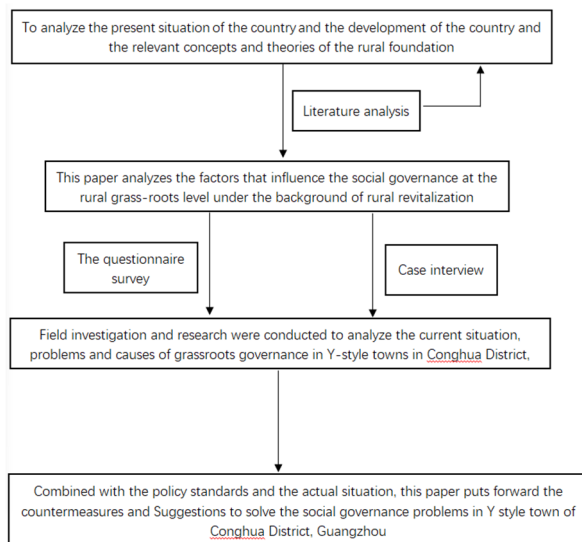 To analyze the present situation of the country and the development of the country and
the relevant concepts and theories of the rural foundation
Literature analysis
This paper analyzes the factors that influence the social governance at the
rural grass-roots level under the background of rural revitalization
The questionnaire
survey
Case interview
Field investigation and research were conducted to analyze the current situation,
problems and causes of grassroots governance in Y-style towns in Conghua District,
Combined with the policy standards and the actual situation, this paper puts forward the
countermeasures and Suggestions to solve the social governance problems in Y style town of
Conghua District, Guangzhou